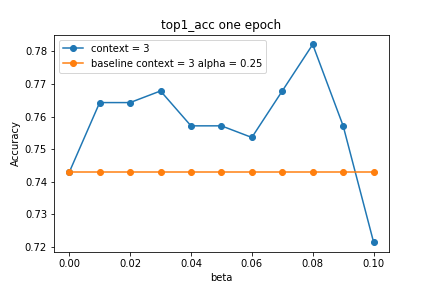 top1_acc one epoch
context = 3
baseline context = 3 alpha = 0.25
Accuracy
0.78
0.77
0.76
0.75
0.74
0.73
0.72
0.00 0.02 0.04 0.06 0.08 0.10
beta